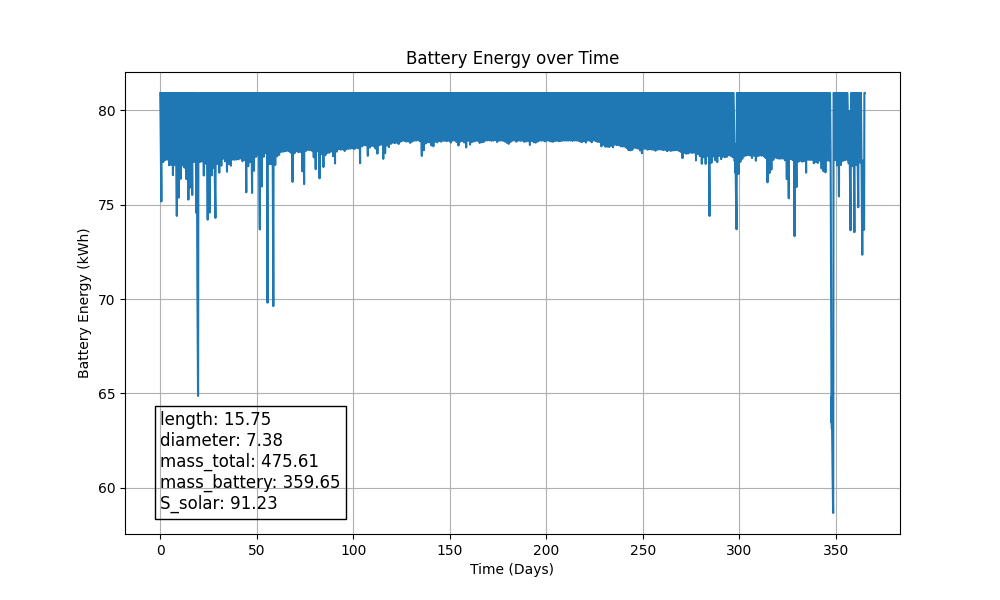 Battery Energy over Time
Battery Energy (kWh)
80
75
70
65
60
length: 15.75
diameter: 7.38
mass_total: 475.61
mass_battery: 359.65
S_solar: 91.23
0 50 100 150 200 250 300 350
Time (Days)